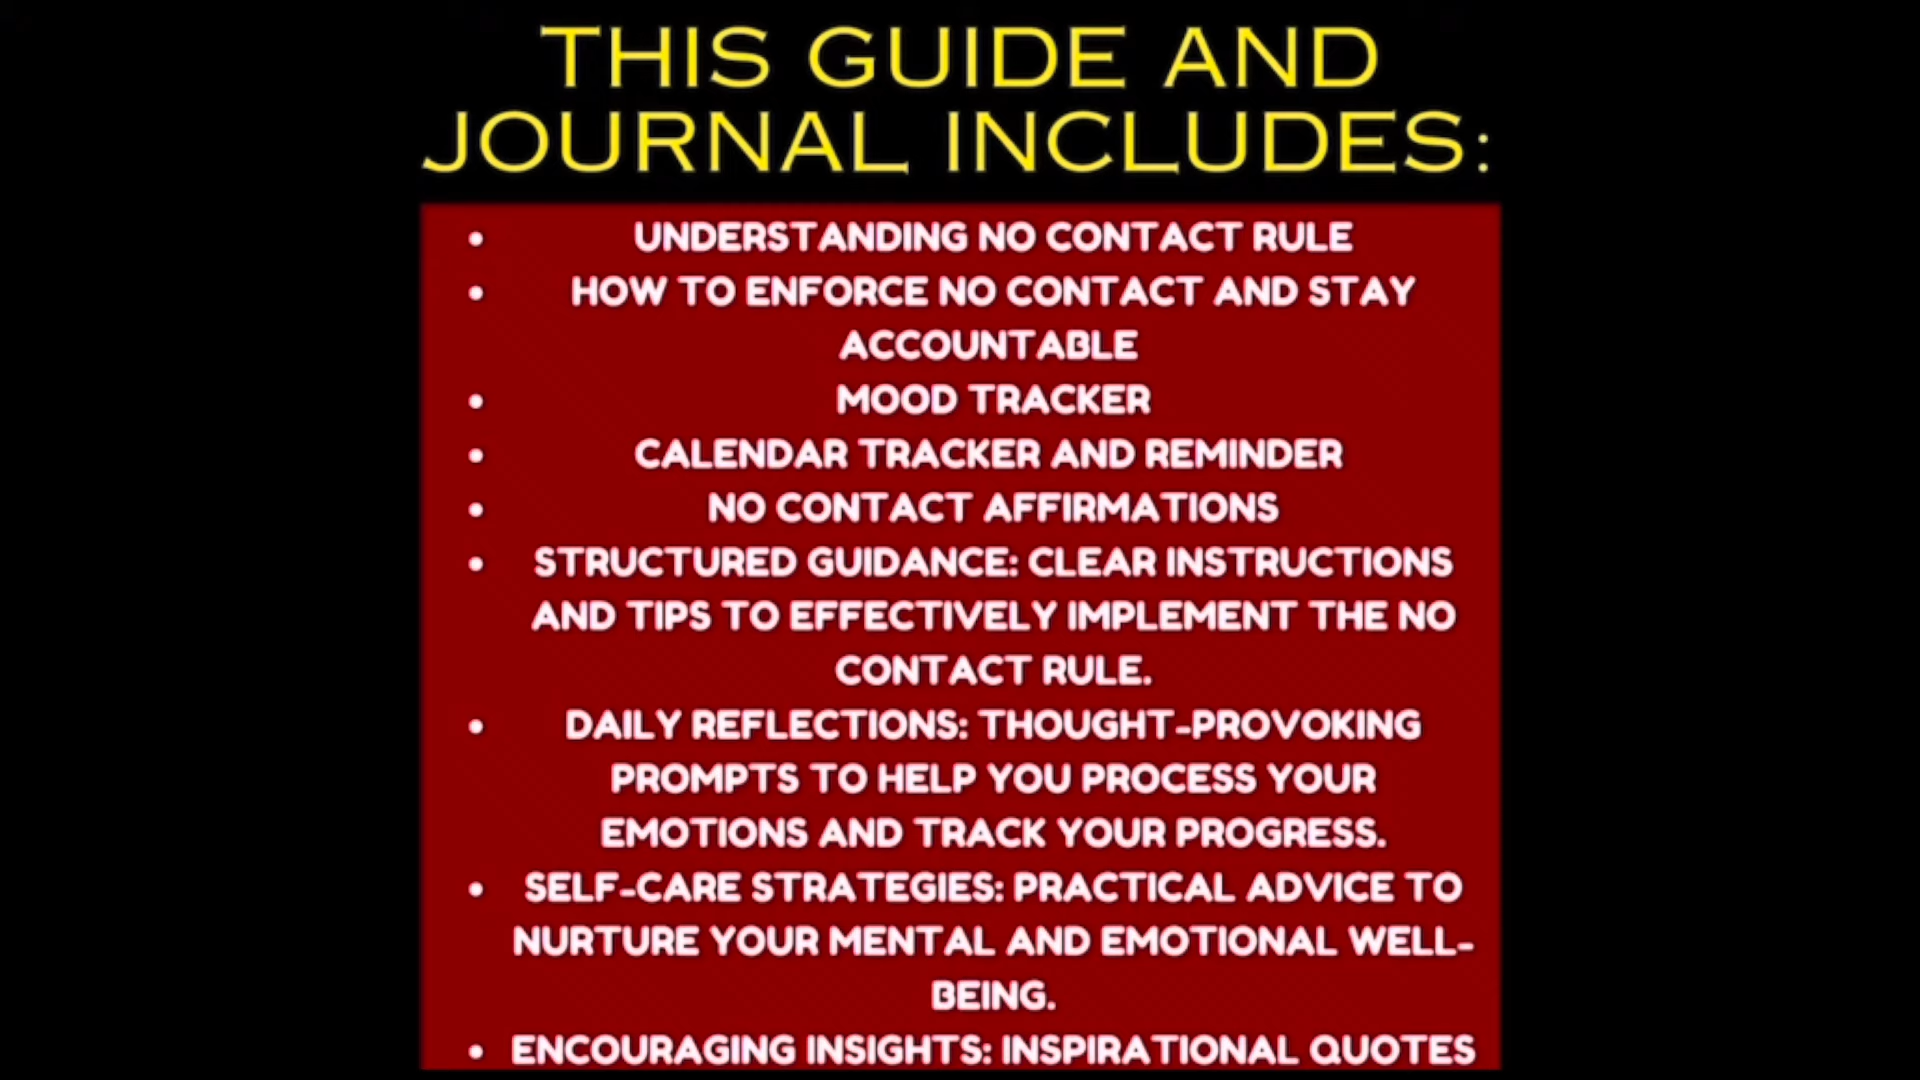 THIS GUIDE AND
JOURNAL INCLUDES:
• UNDERSTANDING NO CONTACT RULE
• HOW TO ENFORCE NO CONTACT AND STAY
ACCOUNTABLE
• MOOD TRACKER
• CALENDAR TRACKER AND REMINDER
• NO CONTACT AFFIRMATIONS
• STRUCTURED GUIDANCE: CLEAR INSTRUCTIONS
AND TIPS TO EFFECTIVELY IMPLEMENT THE NO
CONTACT RULE.
• DAILY REFLECTIONS: THOUGHT-PROVOKING
PROMPTS TO HELP YOU PROCESS YOUR
EMOTIONS AND TRACK YOUR PROGRESS.
• SELF-CARE STRATEGIES: PRACTICAL ADVICE TO
NURTURE YOUR MENTAL AND EMOTIONAL WELL-
BEING.
• ENCOURAGING INSIGHTS: INSPIRATIONAL QUOTES